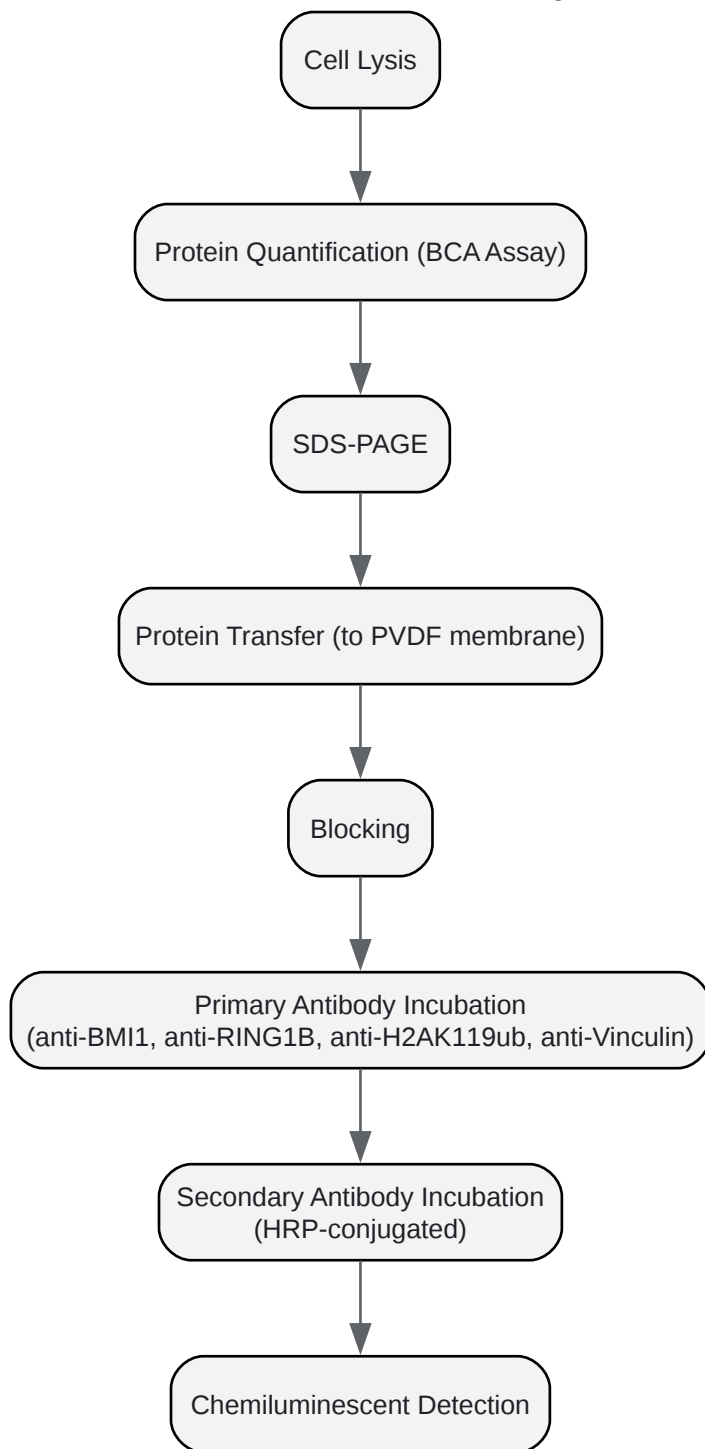 Cell Lysis
Protein Quantification (BCA Assay)
SDS-PAGE
Protein Transfer (to PVDF membrane)
Blocking
Primary Antibody Incubation
(anti-BMI1, anti-RING1B, anti-H2AK119ub, anti-Vinculin)
Secondary Antibody Incubation
(HRP-conjugated)
Chemiluminescent Detection